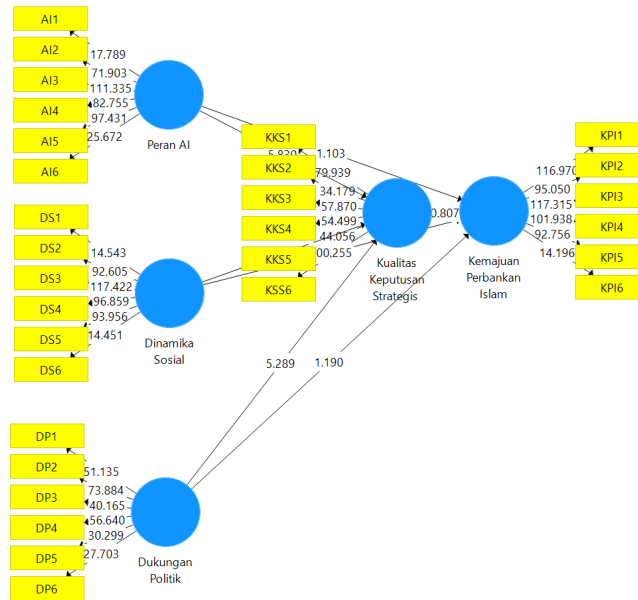 AI1
AI2
AI3
AI4
AI5
AI6
17.789
71.903
111.335
82.755
97.431
25.672
Peran AI
DS1
DS2
DS3
DS4
DS5
DS6
14.543
92.605
117.422
96.859
93.956
14.451
Dinamika
Sosial
DP1
DP2
DP3
DP4
DP5
DP6
51.135
73.884
40.165
56.640
30.299
27.703
Dukungan
Politik
KKS1
KKS2
KKS3
KKS4
KKS5
KSS6
79.939
34.179
57.870
54.499
44.056
00.255
5.830
1.103
0.807
5.289
1.190
Kualitas
Keputusan
Strategis
Kemajuan
Perbankan
Islam
KPI1
KPI2
KPI3
KPI4
KPI5
KPI6
116.970
95.050
117.315
101.938
92.756
14.196